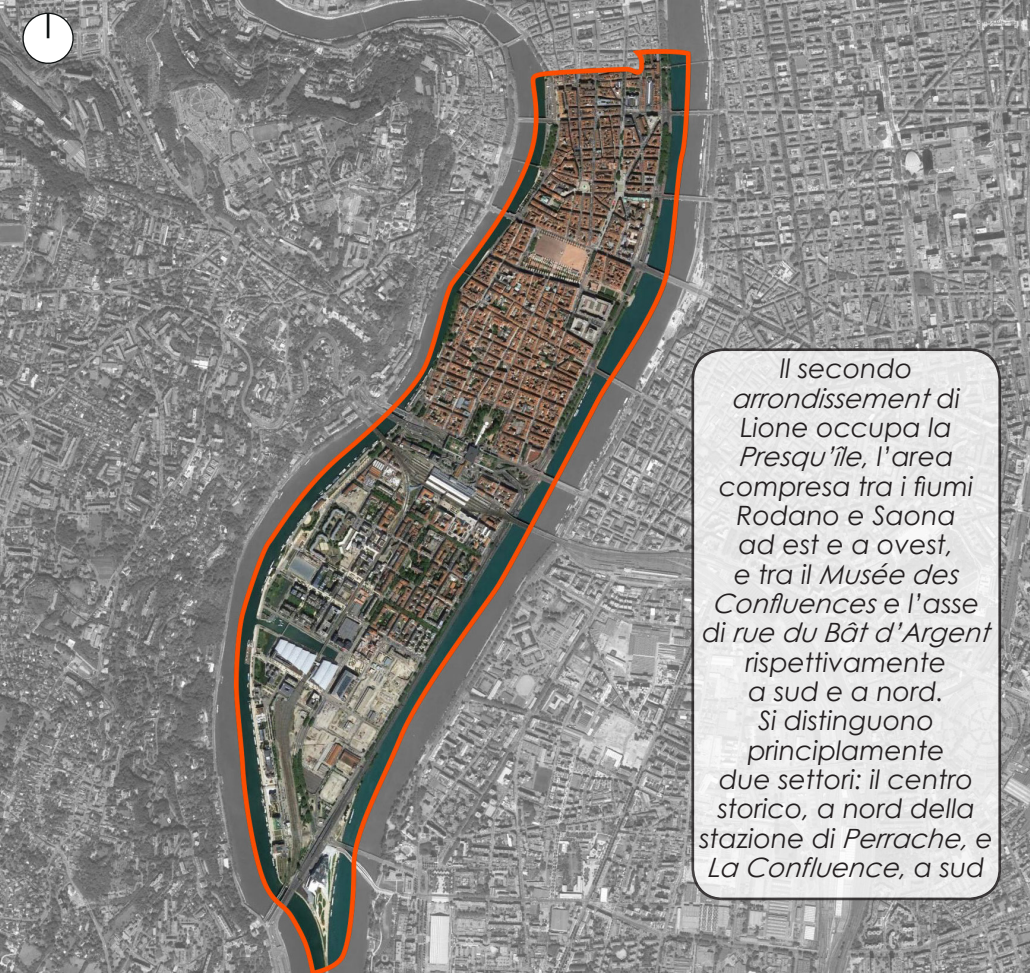 Il secondo
arrondissement di
Lione occupa la
Presqu’île, l’area
compresa tra i fiumi
Rodano e Saona
ad est e a ovest,
e tra il Musée des
Confluences e l’asse
di rue du Bât d’Argent
rispettivamente
a sud e a nord.
Si distinguono
principlamente
due settori: il centro
storico, a nord della
stazione di Perrache, e
La Confluence, a sud